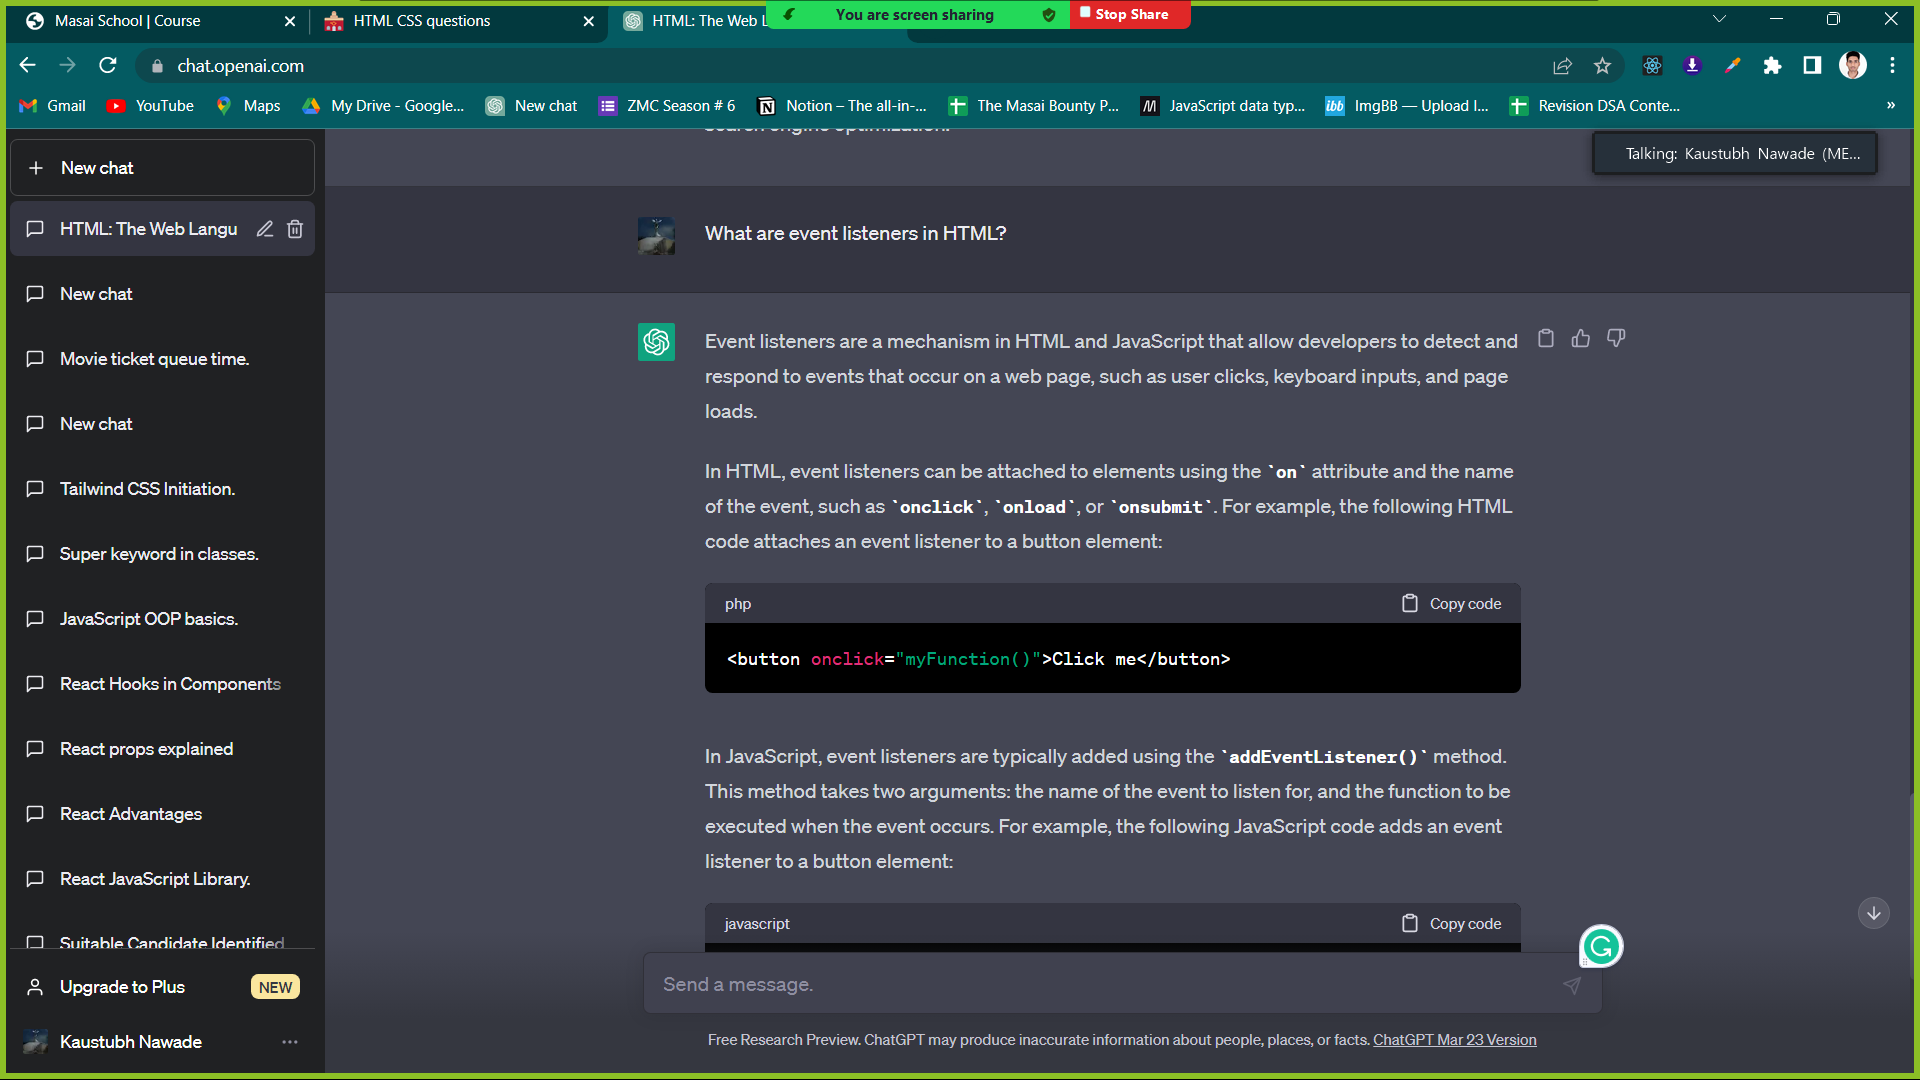 Masai School | Course
HTML CSS questions
HTML: The Web L
You are screen sharing
Stop Share
chat.openai.com
Gmail
YouTube
Maps
My Drive - Google...
New chat
ZMC Season # 6
Notion – The all-in-...
The Masai Bounty P...
JavaScript data typ...
ImgBB — Upload I...
Revision DSA Conte...
»
search engine optimization.
Talking: Kaustubh Nawade (ME...
New chat
HTML: The Web Langu
New chat
Movie ticket queue time.
New chat
Tailwind CSS Initiation.
Super keyword in classes.
JavaScript OOP basics.
React Hooks in Components
React props explained
React Advantages
React JavaScript Library.
Suitable Candidate Identified
Upgrade to Plus
NEW
Kaustubh Nawade
What are event listeners in HTML?
Event listeners are a mechanism in HTML and JavaScript that allow developers to detect and
respond to events that occur on a web page, such as user clicks, keyboard inputs, and page
loads.
In HTML, event listeners can be attached to elements using the `on` attribute and the name
of the event, such as `onclick`, `onload`, or `onsubmit`. For example, the following HTML
code attaches an event listener to a button element:
php
Copy code
<button onclick="myFunction()">Click me</button>
In JavaScript, event listeners are typically added using the `addEventListener()` method.
This method takes two arguments: the name of the event to listen for, and the function to be
executed when the event occurs. For example, the following JavaScript code adds an event
listener to a button element:
javascript
Copy code
Send a message.
Free Research Preview. ChatGPT may produce inaccurate information about people, places, or facts. ChatGPT Mar 23 Version